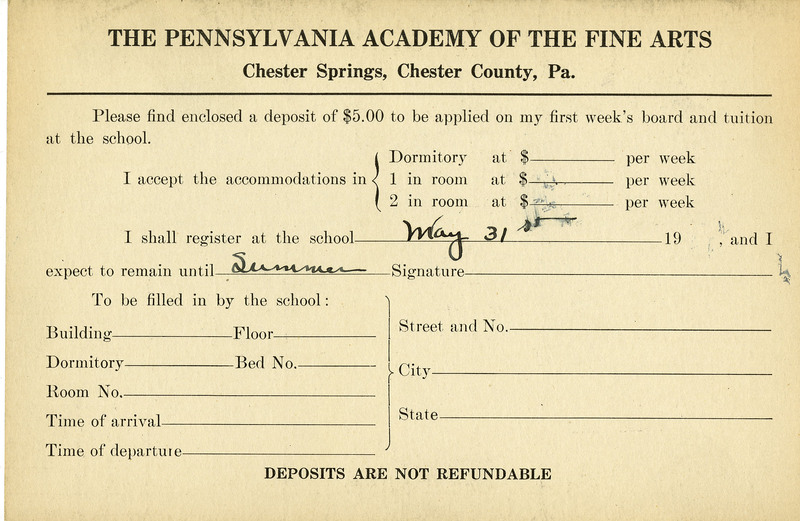 THE PENNSYLVANIA ACADEMY OF THE FINE ARTS
Chester Springs, Chester County, Pa.
Please find enclosed a deposit of $5.00 to be applied on my first week's board and tuition
at the school.
I accept the accommodations in
Dormitory at $ per week
1 in room at $ per week
2 in room at $ per week
I shall register at the school May 31st 19 , and I
expect to remain until Summer Signature
To be filled in by the school:
Building Floor
Dormitory Bed No.
Room No.
Time of arrival
Time of departure
Street and No.
City
State
DEPOSITS ARE NOT REFUNDABLE